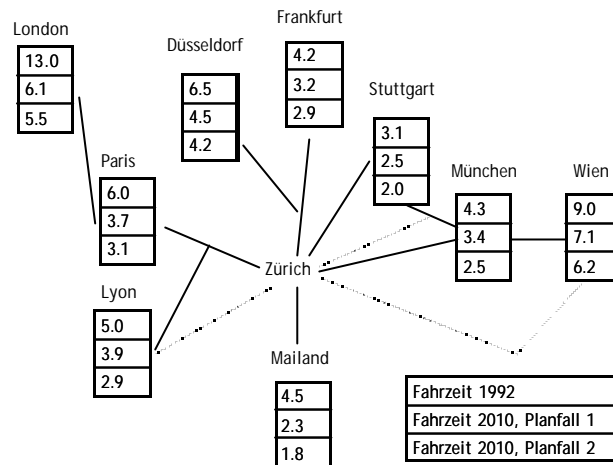 Frankfurt
London
Düsseldorf
4.2
3.2
2.9
13.0
6.1
5.5
6.5
4.5
4.2
Stuttgart
3.1
2.5
2.0
Paris
6.0
3.7
3.1
München
4.3
3.4
2.5
Wien
9.0
7.1
6.2
Zürich
Lyon
5.0
3.9
2.9
Mailand
4.5
2.3
1.8
Fahrzeit 1992
Fahrzeit 2010, Planfall 1
Fahrzeit 2010, Planfall 2